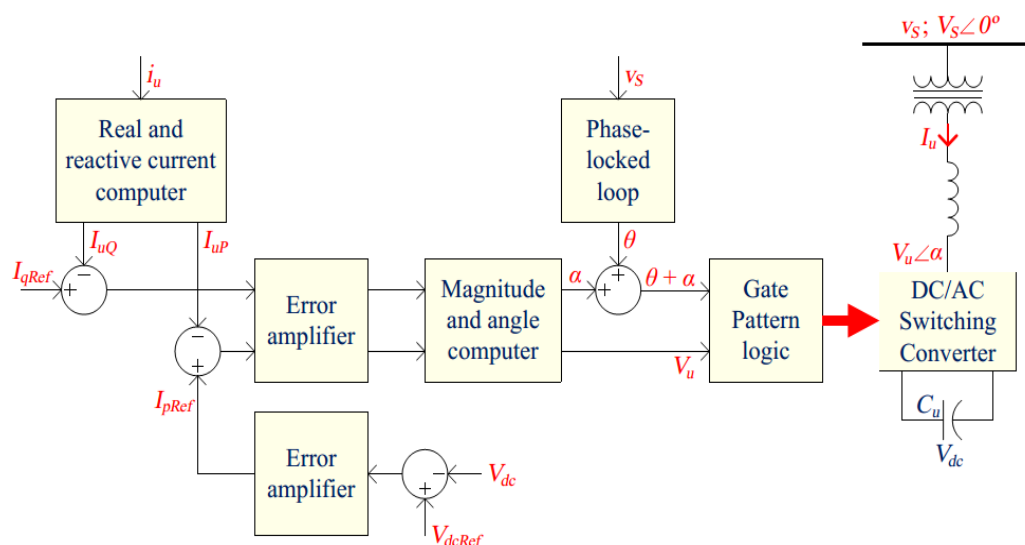 v_S; V_S∠0º
i_u
v_S
Real and
reactive current
computer
Phase-
locked
loop
I_u
I_uQ
I_uP
θ
V_u∠α
I_qRef
+
−
α
+
+
θ + α
Error
amplifier
Magnitude
and angle
computer
Gate
Pattern
logic
DC/AC
Switching
Converter
−
+
V_u
I_pRef
C_u
V_dc
Error
amplifier
−
+
V_dc
V_dcRef